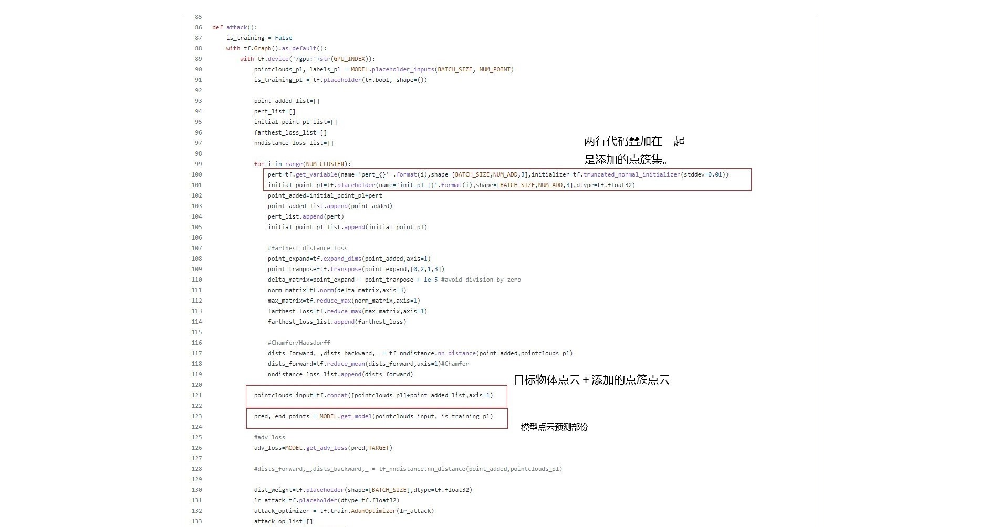 85
86 def attack():
87 is_training = False
88 with tf.Graph().as_default():
89 with tf.device('/gpu:'+str(GPU_INDEX)):
90 pointclouds_pl, labels_pl = MODEL.placeholder_inputs(BATCH_SIZE, NUM_POINT)
91 is_training_pl = tf.placeholder(tf.bool, shape=())
92
93 point_added_list=[]
94 pert_list=[]
95 initial_point_pl_list=[]
96 farthest_loss_list=[]
97 nndistance_loss_list=[]
两行代码叠加在一起
98
是添加的点簇集。
99 for i in range(NUM_CLUSTER):
100 pert=tf.get_variable(name='pert_{}' .format(i),shape=[BATCH_SIZE,NUM_ADD,3],initializer=tf.truncated_normal_initializer(stddev=0.01))
101 initial_point_pl=tf.placeholder(name='init_pl_{}'.format(i),shape=[BATCH_SIZE,NUM_ADD,3],dtype=tf.float32)
102 point_added=initial_point_pl+pert
103 point_added_list.append(point_added)
104 pert_list.append(pert)
105 initial_point_pl_list.append(initial_point_pl)
106
107 #farthest distance loss
108 point_expand=tf.expand_dims(point_added,axis=1)
109 point_tranpose=tf.transpose(point_expand,[0,2,1,3])
110 delta_matrix=point_expand - point_tranpose + 1e-5 #avoid division by zero
111 norm_matrix=tf.norm(delta_matrix,axis=3)
112 max_matrix=tf.reduce_max(norm_matrix,axis=1)
113 farthest_loss=tf.reduce_max(max_matrix,axis=1)
114 farthest_loss_list.append(farthest_loss)
115
116 #Chamfer/Hausdorff
117 dists_forward,_,dists_backward,_ = tf_nndistance.nn_distance(point_added,pointclouds_pl)
118 dists_forward=tf.reduce_mean(dists_forward,axis=1)#Chamfer
119 nndistance_loss_list.append(dists_forward)
目标物体点云 + 添加的点簇点云
120
121 pointclouds_input=tf.concat([pointclouds_pl]+point_added_list,axis=1)
122
123 pred, end_points = MODEL.get_model(pointclouds_input, is_training_pl)
模型点云预测部份
124
125 #adv loss
126 adv_loss=MODEL.get_adv_loss(pred,TARGET)
127
128 #dists_forward,_,dists_backward,_ = tf_nndistance.nn_distance(point_added,pointclouds_pl)
129
130 dist_weight=tf.placeholder(shape=[BATCH_SIZE],dtype=tf.float32)
131 lr_attack=tf.placeholder(dtype=tf.float32)
132 attack_optimizer = tf.train.AdamOptimizer(lr_attack)
133 attack_op_list=[]